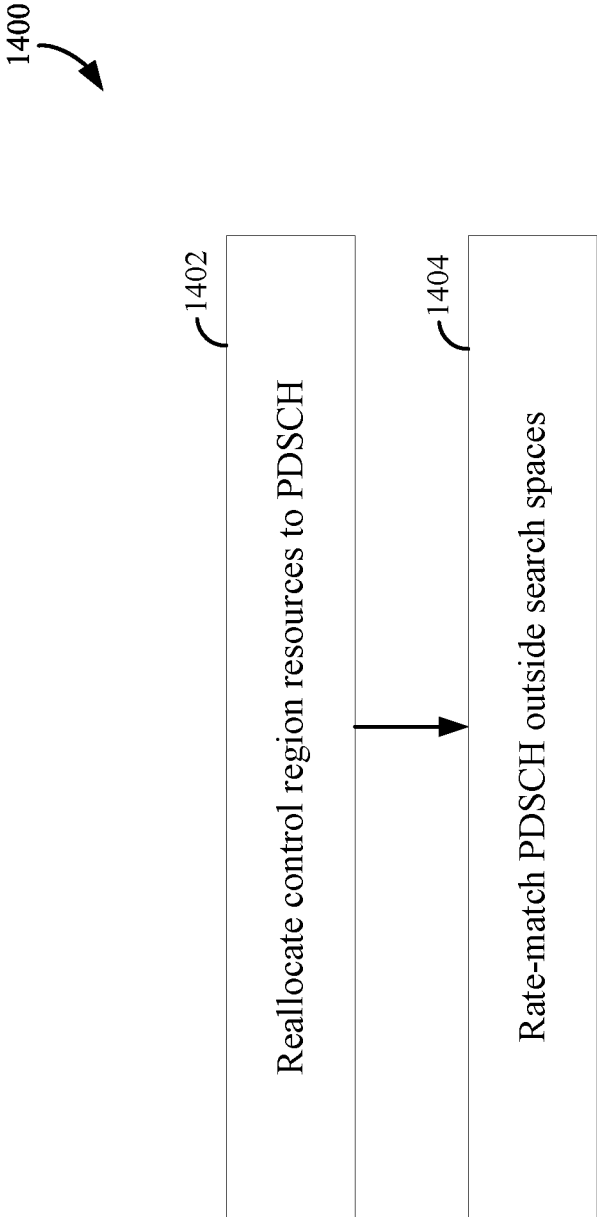 1400
1402
Reallocate control region resources to PDSCH
1404
Rate-match PDSCH outside search spaces